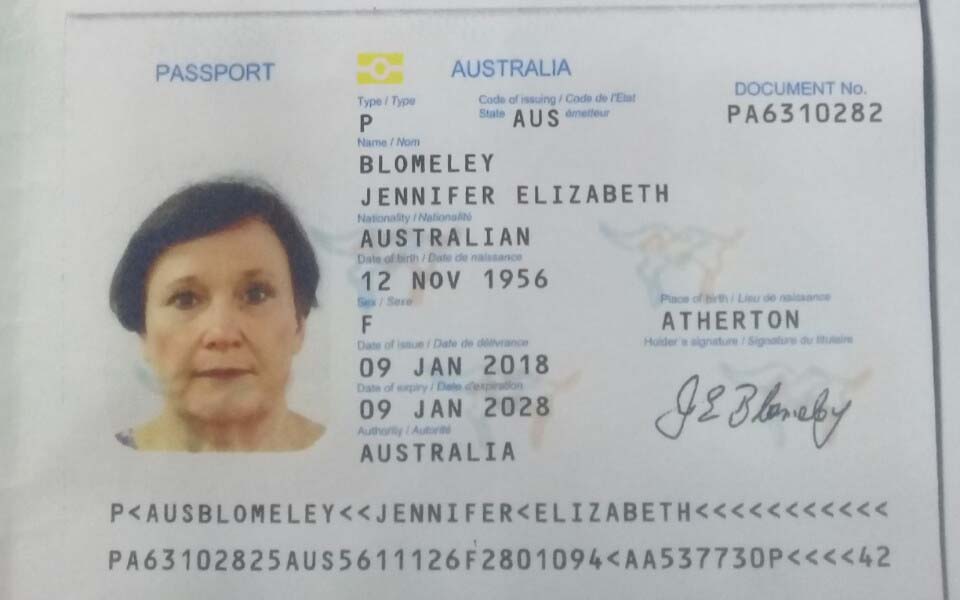 PASSPORT
AUSTRALIA
DOCUMENT No.
PA6310282
Type / Type
P
Code of issuing / Code de l'Etat
State AUS émetteur
Name / Nom
BLOMELEY
JENNIFER ELIZABETH
Nationality / Nationalité
AUSTRALIAN
Date of birth / Date de naissance
12 NOV 1956
Sex / Sexe
F
Place of birth / Lieu de naissance
ATHERTON
Date of issue / Date de délivrance
09 JAN 2018
Holder's signature / Signature du titulaire
Date of expiry / Date d'expiration
09 JAN 2028
J E Blomeley
Authority / Autorité
AUSTRALIA
P<AUSBLOMELEY<<JENNIFER<ELIZABETH<<<<<<<<<<<
PA63102825AUS5611126F2801094<AA537730P<<<<42